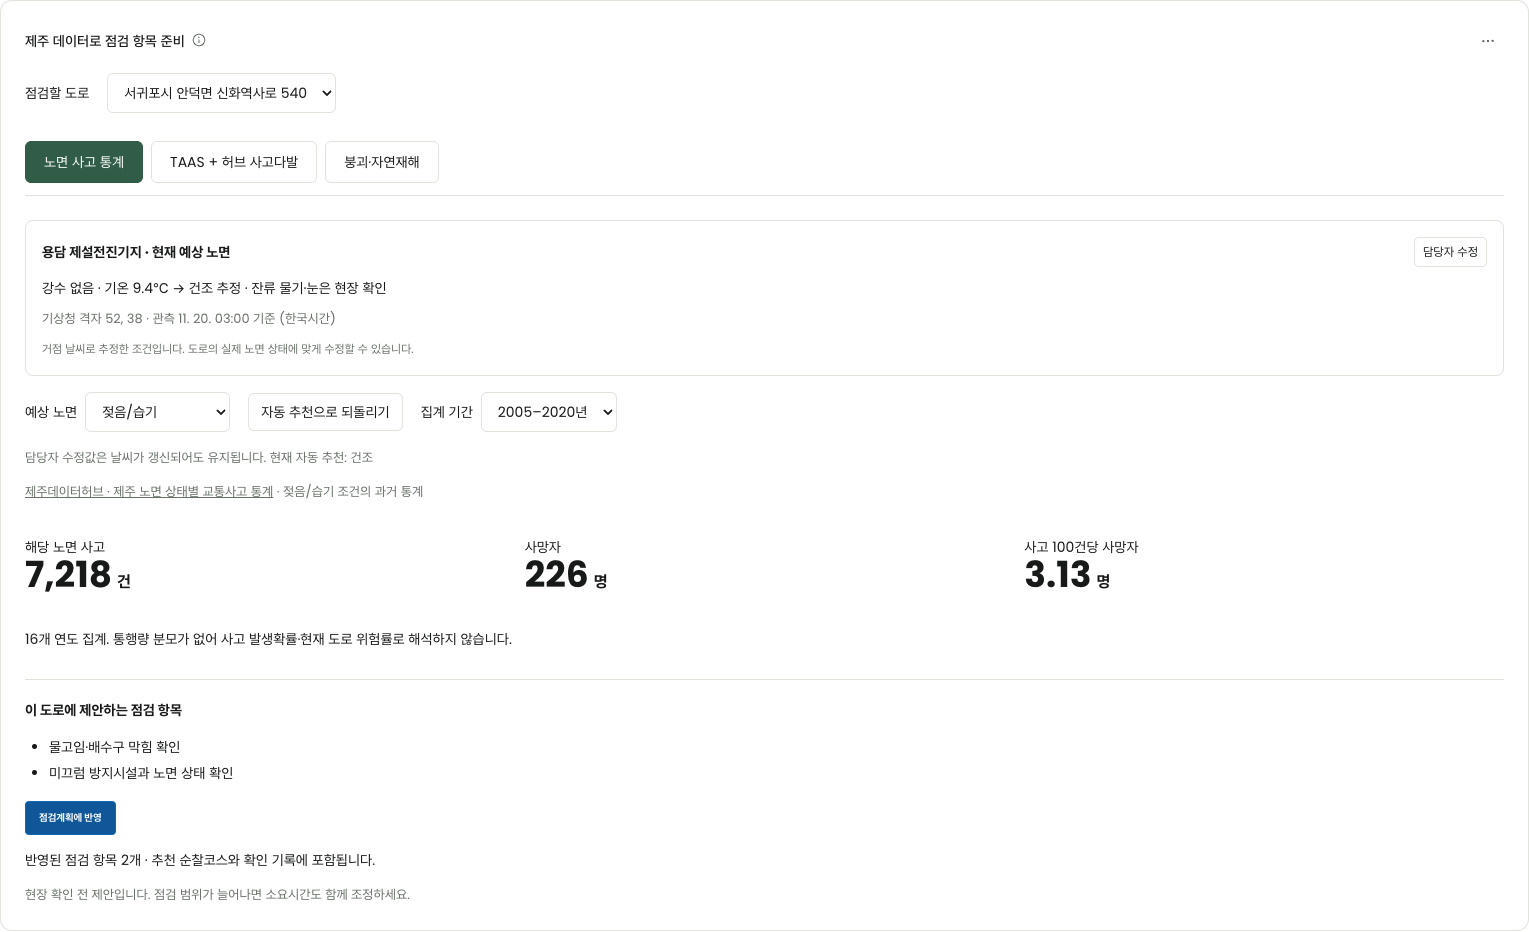 제주 데이터로 점검 항목 준비
점검할 도로 서귀포시 안덕면 신화역사로 540
노면 사고 통계 TAAS + 허브 사고다발 붕괴·자연재해
용담 제설전진기지 · 현재 예상 노면 담당자 수정
강수 없음 · 기온 9.4°C → 건조 추정 · 잔류 물기·눈은 현장 확인
기상청 격자 52, 38 · 관측 11. 20. 03:00 기준 (한국시간)
거점 날씨로 추정한 조건입니다. 도로의 실제 노면 상태에 맞게 수정할 수 있습니다.
예상 노면 젖음/습기 자동 추천으로 되돌리기 집계 기간 2005–2020년
담당자 수정값은 날씨가 갱신되어도 유지됩니다. 현재 자동 추천: 건조
제주데이터허브 · 제주 노면 상태별 교통사고 통계 · 젖음/습기 조건의 과거 통계
해당 노면 사고 사망자 사고 100건당 사망자
7,218 건 226 명 3.13 명
16개 연도 집계. 통행량 분모가 없어 사고 발생확률·현재 도로 위험률로 해석하지 않습니다.
이 도로에 제안하는 점검 항목
• 물고임·배수구 막힘 확인
• 미끄럼 방지시설과 노면 상태 확인
점검계획에 반영
반영된 점검 항목 2개 · 추천 순찰코스와 확인 기록에 포함됩니다.
현장 확인 전 제안입니다. 점검 범위가 늘어나면 소요시간도 함께 조정하세요.